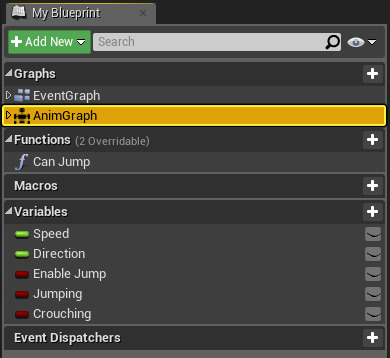 My Blueprint
Add New Search
Graphs
EventGraph
AnimGraph
Functions (2 Overridable)
Can Jump
Macros
Variables
Speed
Direction
Enable Jump
Jumping
Crouching
Event Dispatchers